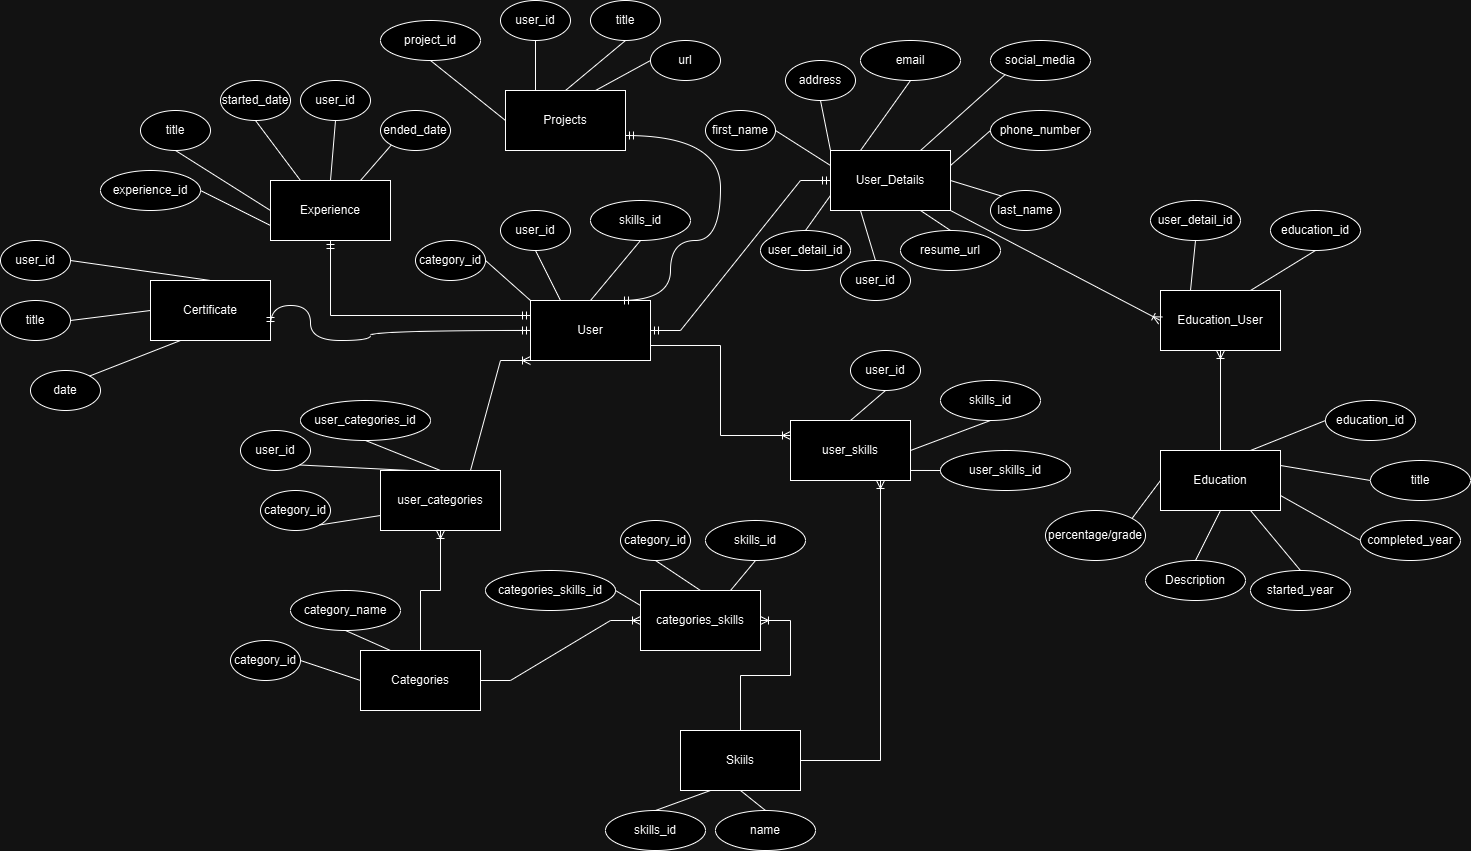 user_id
title
project_id
url
Projects
address
email
social_media
first_name
phone_number
User_Details
last_name
user_detail_id
resume_url
user_id
started_date
user_id
title
ended_date
experience_id
Experience
user_id
title
date
Certificate
category_id
user_id
skills_id
User
user_detail_id
education_id
Education_User
education_id
title
completed_year
Education
percentage/grade
Description
started_year
user_id
skills_id
user_skills_id
user_skills
user_categories_id
user_id
category_id
user_categories
category_id
skills_id
categories_skills_id
categories_skills
category_name
category_id
Categories
Skiils
skills_id
name